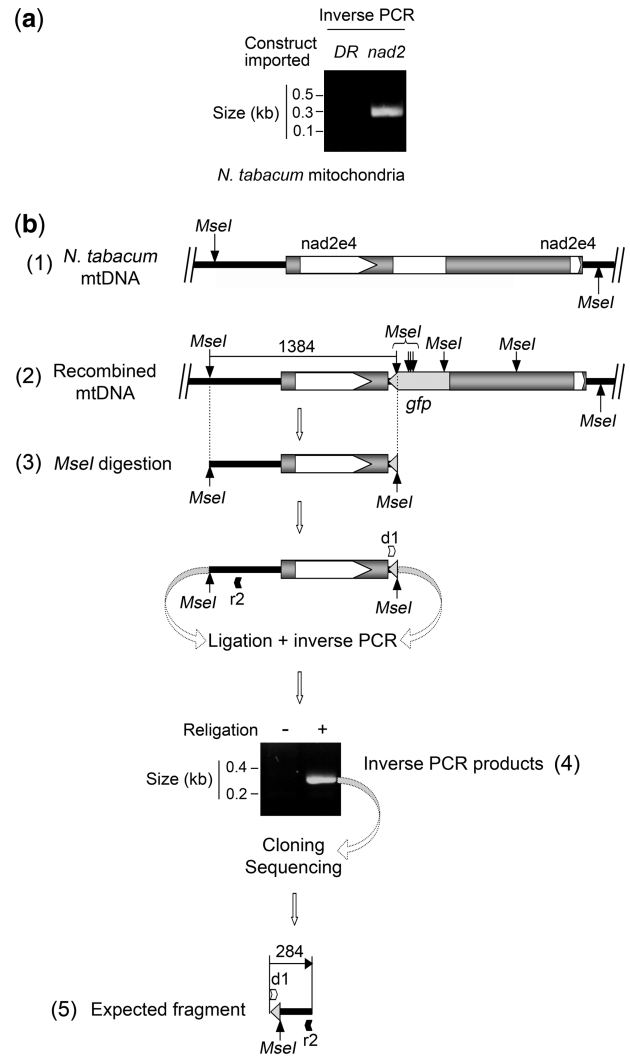 (a)
Inverse PCR
Construct imported
DR nad2
Size (kb)
0.5
0.3
0.1
N. tabacum mitochondria
(b)
MseI
nad2e4
nad2e4
(1) N. tabacum mtDNA
MseI
MseI
1384
MseI
MseI
MseI
(2) Recombined mtDNA
gfp
MseI
(3) MseI digestion
MseI
MseI
d1
r2
MseI
MseI
Ligation + inverse PCR
Religation - +
Size (kb)
0.4
0.2
Inverse PCR products (4)
Cloning
Sequencing
284
d1
(5) Expected fragment
MseI
r2